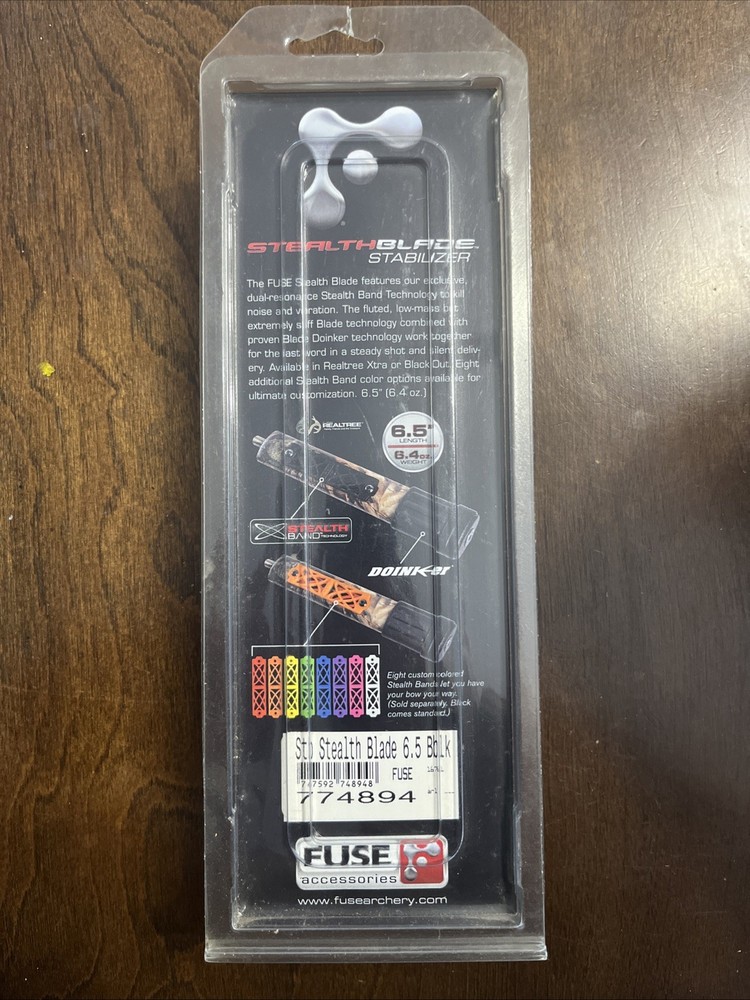 STEALTHBLADE™
STABILIZER
The FUSE Stealth Blade features our exclusive,
dual-resonance Stealth Band Technology to kill
noise and vibration. The fluted, low-mass but
extremely stiff Blade technology combined with
proven Blade Doinker technology work together
for the last word in a steady shot and silent deliv-
ery. Available in Realtree Xtra or Black Out. Eight
additional Stealth Band color options available for
ultimate customization. 6.5" (6.4 oz.)
REALTREE
6.5"
LENGTH
6.4oz.
WEIGHT
STEALTH
BAND TECHNOLOGY
DOINKer
Eight custom colored
Stealth Bands let you have
your bow your way.
(Sold separately. Black
comes standard.)
Stb Stealth Blade 6.5 Bblk
FUSE
748948
774894
FUSE
accessories
www.fusearchery.com